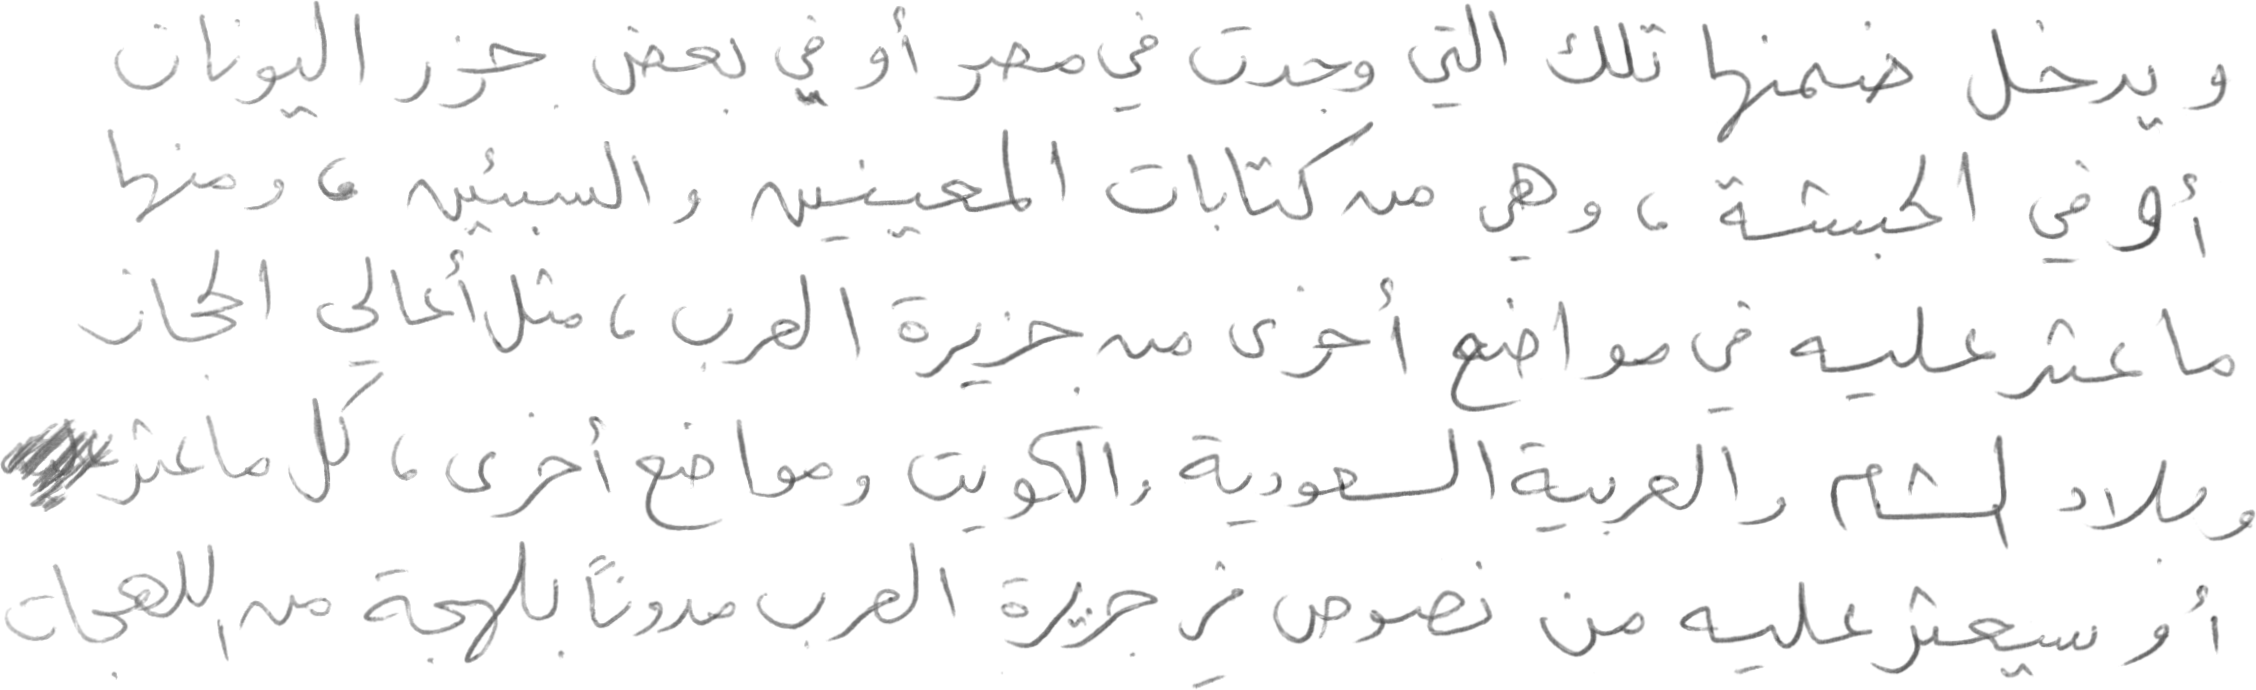 ويدخل ضمنها تلك التي وجدت في مصر أو في بعض جزر اليونان
أو في الحبشة، وهي من كتابات المعينيين والسبئيين، ومنها
ما عثر عليه في مواضع أخرى من جزيرة العرب، مثل أعالي الحجاز
وبلاد الشام والعربية السعودية والكويت ومواضع أخرى، كل ما عثر
أو سيعثر عليه من نصوص في جزيرة العرب مدونًا بلهجة من اللهجات